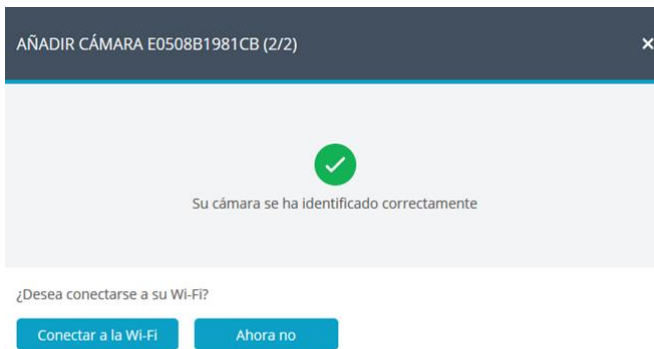 AÑADIR CÁMARA E0508B1981CB (2/2)
Su cámara se ha identificado correctamente
¿Desea conectarse a su Wi-Fi?
Conectar a la Wi-Fi Ahora no